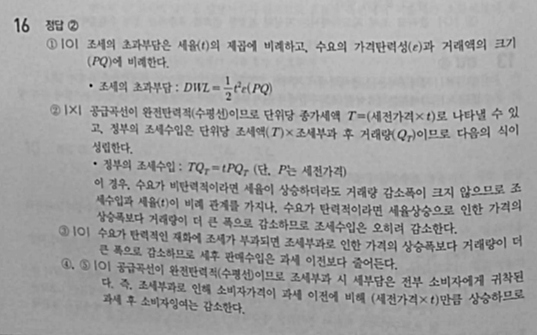 16 정답 ②
① |O| 조세의 초과부담은 세율(t)의 제곱에 비례하고, 수요의 가격탄력성(ε)과 거래액의 크기
(PQ)에 비례한다.
• 조세의 초과부담 : DWL = 1/2 t²ε(PQ)
② |×| 공급곡선이 완전탄력적(수평선)이므로 단위당 종가세액 T=(세전가격×t)로 나타낼 수 있
고, 정부의 조세수입은 단위당 조세액(T)×조세부과 후 거래량(Q_T)이므로 다음의 식이
성립한다.
• 정부의 조세수입 : TQ_T = tPQ_T (단, P는 세전가격)
이 경우, 수요가 비탄력적이라면 세율이 상승하더라도 거래량 감소폭이 크지 않으므로 조
세수입과 세율(t)이 비례 관계를 가지나, 수요가 탄력적이라면 세율상승으로 인한 가격의
상승폭보다 거래량이 더 큰 폭으로 감소하므로 조세수입은 오히려 감소한다.
③ |O| 수요가 탄력적인 재화에 조세가 부과되면 조세부과로 인한 가격의 상승폭보다 거래량이 더
큰 폭으로 감소하므로 세후 판매수입은 과세 이전보다 줄어든다.
④, ⑤ |O| 공급곡선이 완전탄력적(수평선)이므로 조세부과 시 세부담은 전부 소비자에게 귀착된
다. 즉, 조세부과로 인해 소비자가격이 과세 이전에 비해 (세전가격×t)만큼 상승하므로
과세 후 소비자잉여는 감소한다.